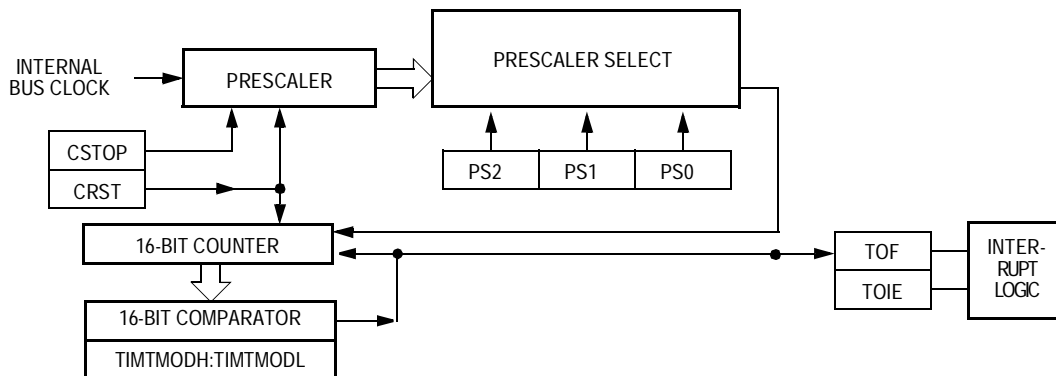 INTERNAL
BUS CLOCK
PRESCALER
PRESCALER SELECT
CSTOP
CRST
PS2
PS1
PS0
16-BIT COUNTER
16-BIT COMPARATOR
TIMTMODH:TIMTMODL
TOF
TOIE
INTER-
RUPT
LOGIC